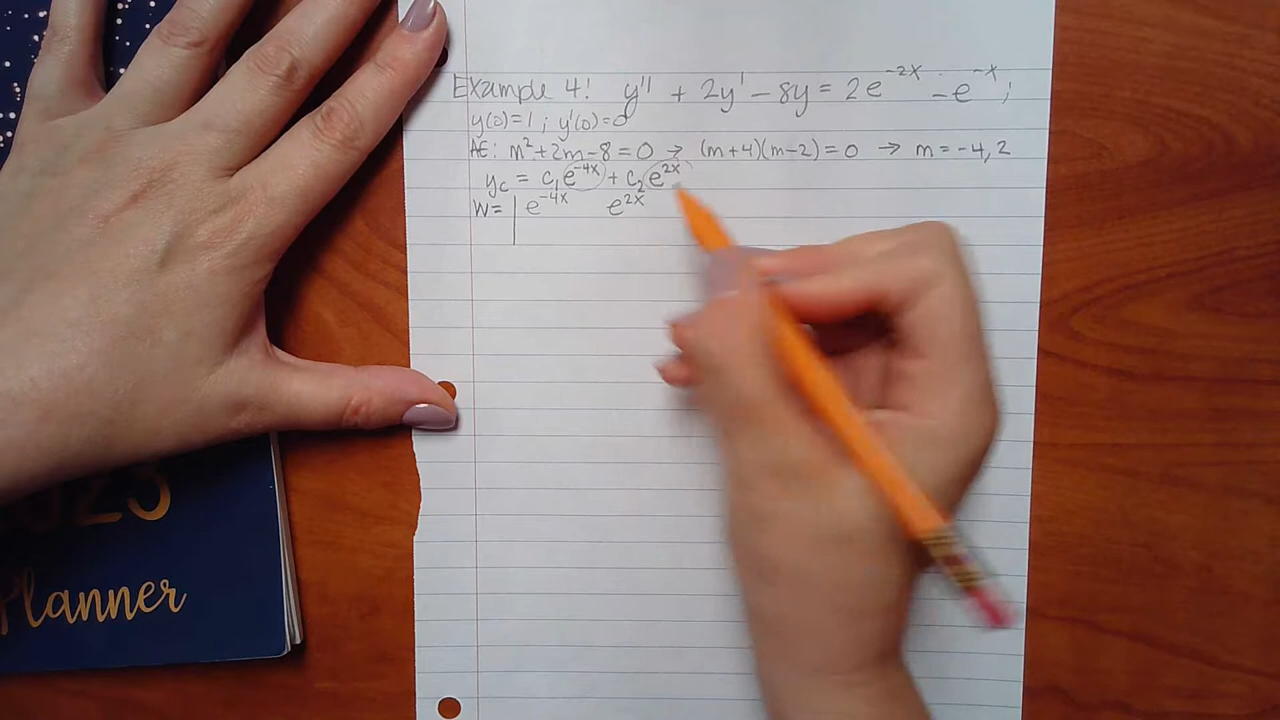 Example 4! y'' + 2y' - 8y = 2e^{-2x} - e^{-x};
y(0)=1; y'(0)=0
AE: m²+2m-8=0 → (m+4)(m-2)=0 → m=-4, 2
y_c = c₁e^{-4x} + c₂e^{2x}
W= | e^{-4x} e^{2x}
Planner